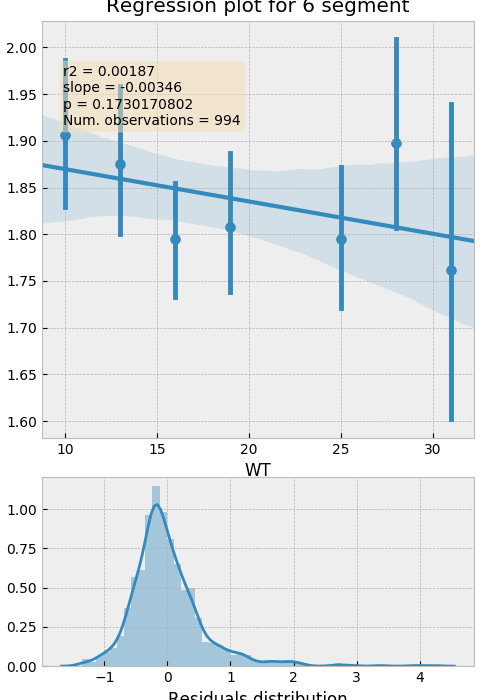 Regression plot for 6 segment
2.00
1.95
1.90
1.85
1.80
1.75
1.70
1.65
1.60
r2 = 0.00187
slope = -0.00346
p = 0.1730170802
Num. observations = 994
10 15 20 25 30
WT
1.00
0.75
0.50
0.25
0.00
−1 0 1 2 3 4
Residuals distribution